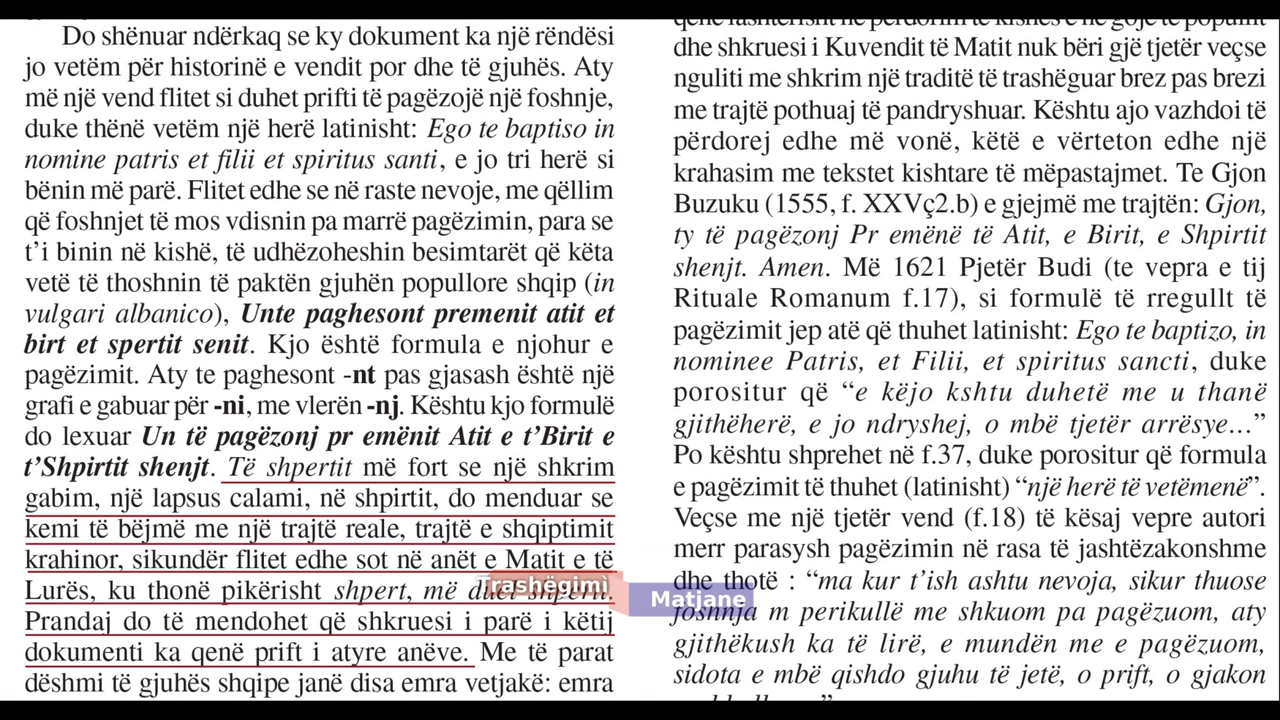 Do shënuar ndërkaq se ky dokument ka një rëndësi
jo vetëm për historinë e vendit por dhe të gjuhës. Aty
më një vend flitet si duhet prifti të pagëzojë një foshnje,
duke thënë vetëm një herë latinisht: Ego te baptiso in
nomine patris et filii et spiritus santi, e jo tri herë si
bënin më parë. Flitet edhe se në raste nevoje, me qëllim
që foshnjet të mos vdisnin pa marrë pagëzimin, para se
t’i binin në kishë, të udhëzoheshin besimtarët që këta
vetë të thoshnin të paktën gjuhën popullore shqip (in
vulgari albanico), Unte paghesont premenit atit et
birt et spertit senit. Kjo është formula e njohur e
pagëzimit. Aty te paghesont -nt pas gjasash është një
grafi e gabuar për -ni, me vlerën -nj. Kështu kjo formulë
do lexuar Un të pagëzonj pr emënit Atit e t’Birit e
t’Shpirtit shenjt. Të shpertit më fort se një shkrim
gabim, një lapsus calami, në shpirtit, do menduar se
kemi të bëjmë me një trajtë reale, trajtë e shqiptimit
krahinor, sikundër flitet edhe sot në anët e Matit e të
Lurës, ku thonë pikërisht shpert, më
Prandaj do të mendohet që shkruesi i parë i këtij
dokumenti ka qenë prift i atyre anëve. Me të parat
dëshmi të gjuhës shqipe janë disa emra vetjakë: emra
qenë lashtërisht në përdorim të kishës e në gojë të popullit
dhe shkruesi i Kuvendit të Matit nuk bëri gjë tjetër veçse
nguliti me shkrim një traditë të trashëguar brez pas brezi
me trajtë pothuaj të pandryshuar. Kështu ajo vazhdoi të
përdorej edhe më vonë, këtë e vërteton edhe një
krahasim me tekstet kishtare të mëpastajmet. Te Gjon
Buzuku (1555, f. XXVç2.b) e gjejmë me trajtën: Gjon,
ty të pagëzonj Pr emënë të Atit, e Birit, e Shpirtit
shenjt. Amen. Më 1621 Pjetër Budi (te vepra e tij
Rituale Romanum f.17), si formulë të rregullt të
pagëzimit jep atë që thuhet latinisht: Ego te baptizo, in
nominee Patris, et Filii, et spiritus sancti, duke
porositur që “e këjo kshtu duhetë me u thanë
gjithëherë, e jo ndryshej, o mbë tjetër arrësye…”
Po kështu shprehet në f.37, duke porositur që formula
e pagëzimit të thuhet (latinisht) “një herë të vetëmenë”.
Veçse me një tjetër vend (f.18) të kësaj vepre autori
merr parasysh pagëzimin në rasa të jashtëzakonshme
dhe thotë : “ma kur t’ish ashtu nevoja, sikur thuose
foshnja m perikullë me shkuom pa pagëzuom, aty
gjithëkush ka të lirë, e mundën me e pagëzuom,
sidota e mbë qishdo gjuhu të jetë, o prift, o gjakon
Trashëgimì
Matjane